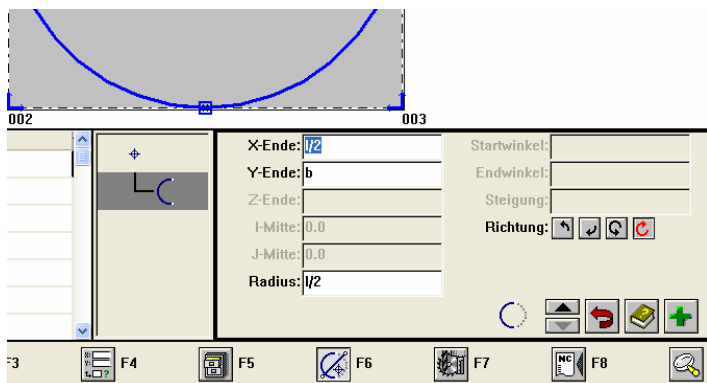 002 003
X-Ende: l/2 Startwinkel:
Y-Ende: b Endwinkel:
Z-Ende: Steigung:
I-Mitte: 0.0 Richtung:
J-Mitte: 0.0
Radius: l/2
F3 F4 F5 F6 F7 NC F8